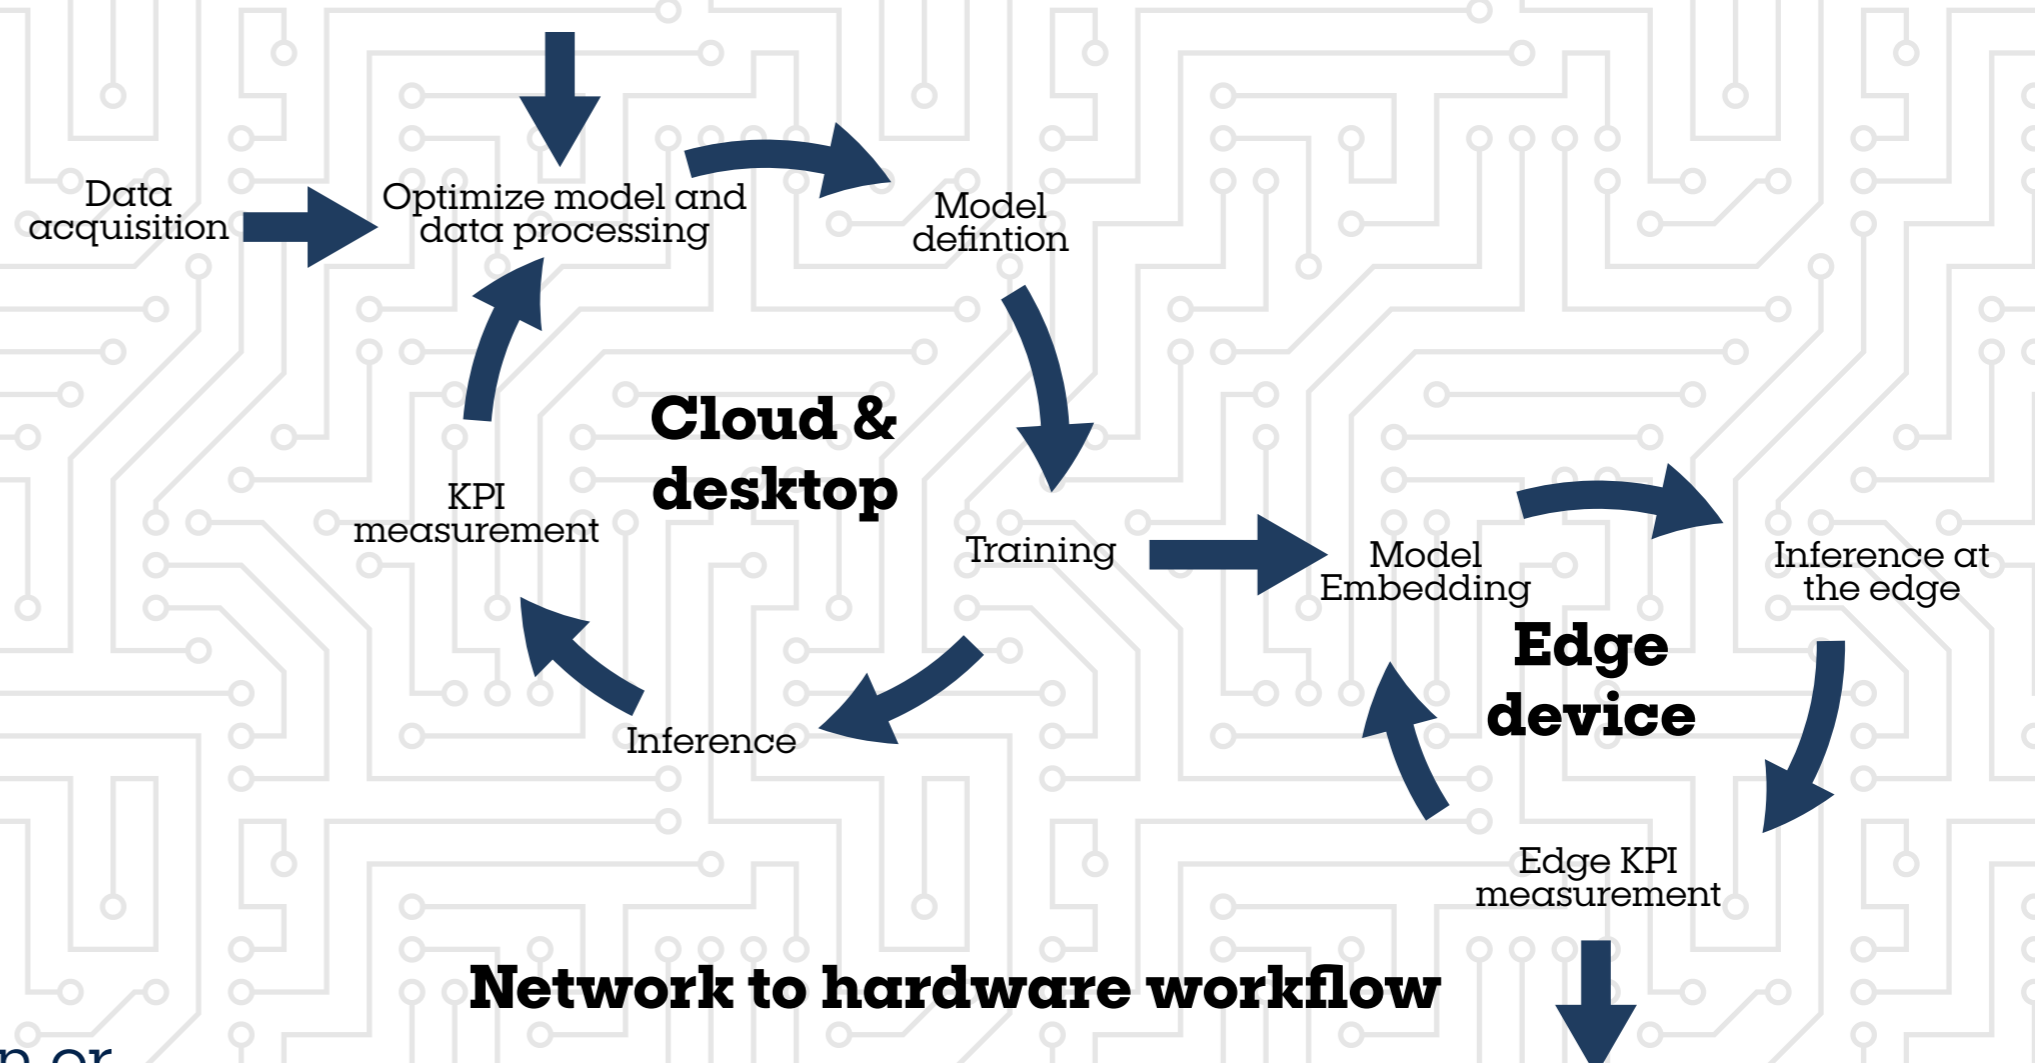 Data
acquisition
Optimize model and
data processing
Model
defintion
Cloud &
desktop
KPI
measurement
Training
Inference
Model
Embedding
Inference at
the edge
Edge
device
Edge KPI
measurement
Network to hardware workflow
or